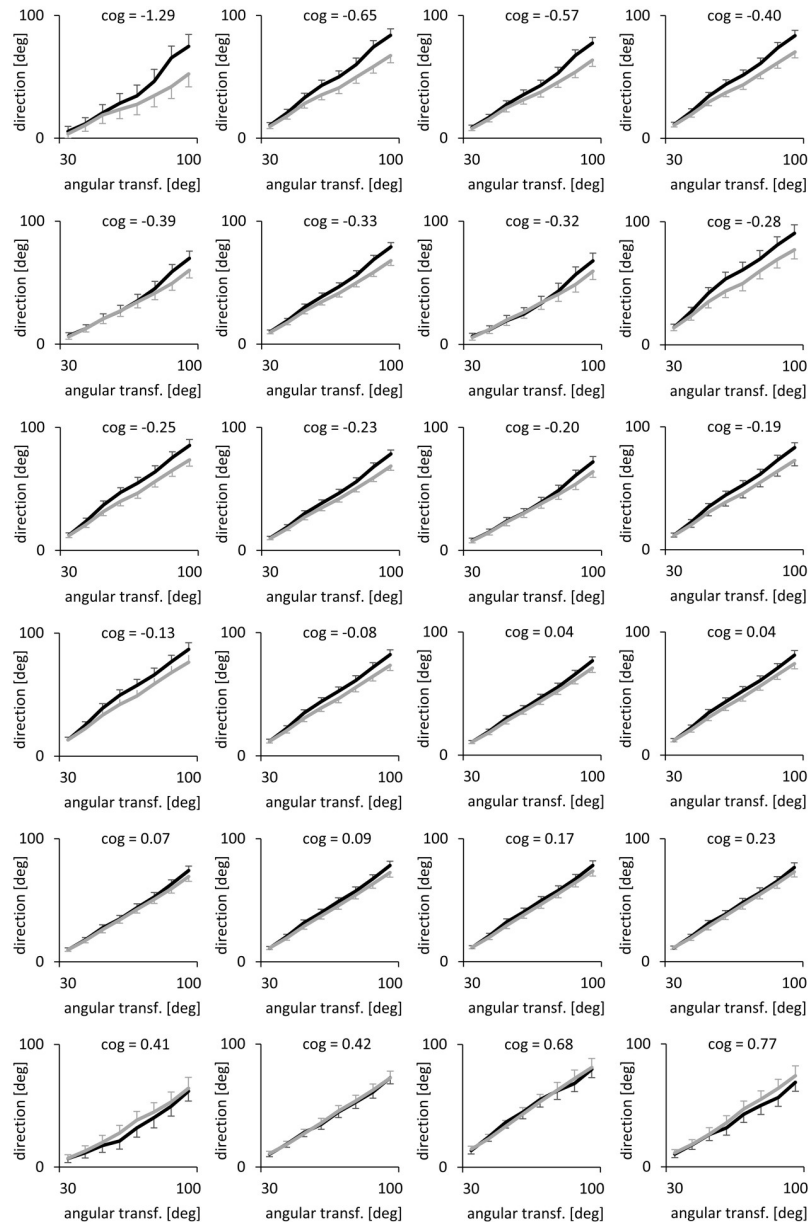 cog = -1.29 cog = -0.65 cog = -0.57 cog = -0.40
100 100 100 100
direction [deg] direction [deg] direction [deg] direction [deg]
0 0 0 0
30 100 30 100 30 100 30 100
angular transf. [deg] angular transf. [deg] angular transf. [deg] angular transf. [deg]
cog = -0.39 cog = -0.33 cog = -0.32 cog = -0.28
100 100 100 100
direction [deg] direction [deg] direction [deg] direction [deg]
0 0 0 0
30 100 30 100 30 100 30 100
angular transf. [deg] angular transf. [deg] angular transf. [deg] angular transf. [deg]
cog = -0.25 cog = -0.23 cog = -0.20 cog = -0.19
100 100 100 100
direction [deg] direction [deg] direction [deg] direction [deg]
0 0 0 0
30 100 30 100 30 100 30 100
angular transf. [deg] angular transf. [deg] angular transf. [deg] angular transf. [deg]
cog = -0.13 cog = -0.08 cog = 0.04 cog = 0.04
100 100 100 100
direction [deg] direction [deg] direction [deg] direction [deg]
0 0 0 0
30 100 30 100 30 100 30 100
angular transf. [deg] angular transf. [deg] angular transf. [deg] angular transf. [deg]
cog = 0.07 cog = 0.09 cog = 0.17 cog = 0.23
100 100 100 100
direction [deg] direction [deg] direction [deg] direction [deg]
0 0 0 0
30 100 30 100 30 100 30 100
angular transf. [deg] angular transf. [deg] angular transf. [deg] angular transf. [deg]
cog = 0.41 cog = 0.42 cog = 0.68 cog = 0.77
100 100 100 100
direction [deg] direction [deg] direction [deg] direction [deg]
0 0 0 0
30 100 30 100 30 100 30 100
angular transf. [deg] angular transf. [deg] angular transf. [deg] angular transf. [deg]